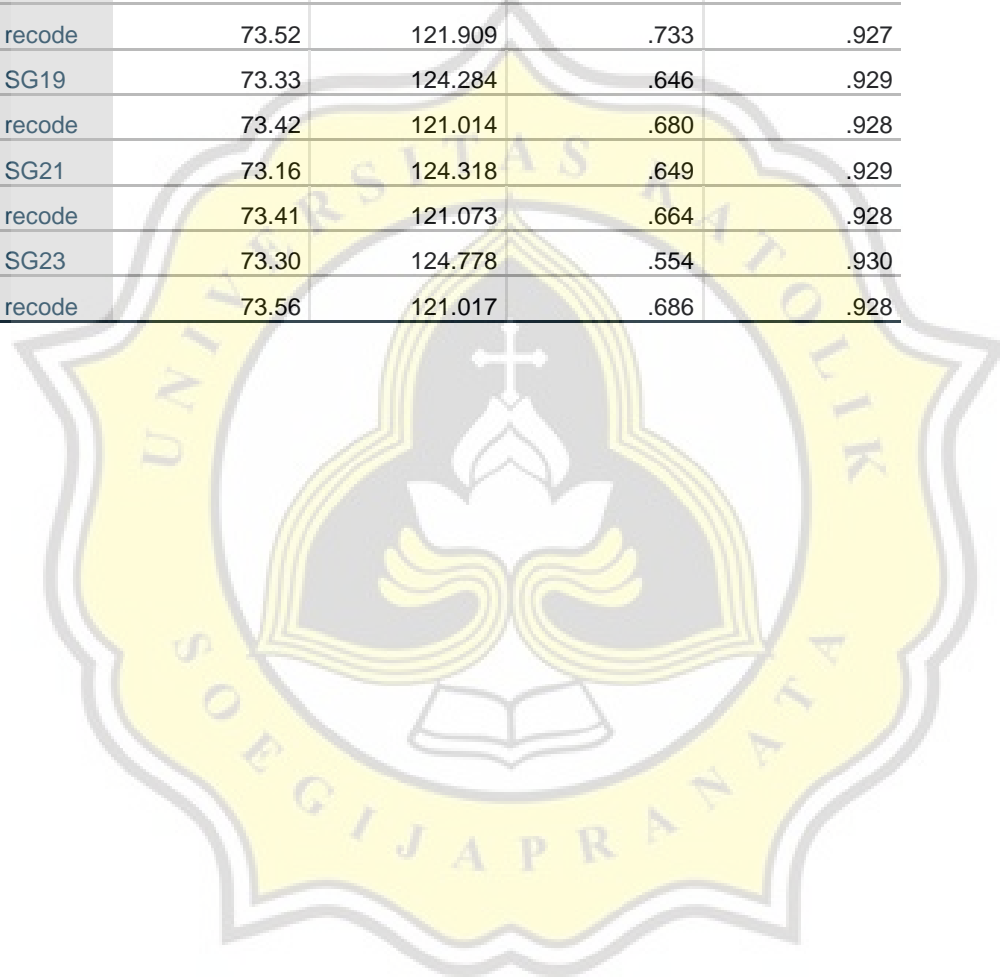 recode 73.52 121.909 .733 .927
SG19 73.33 124.284 .646 .929
recode 73.42 121.014 .680 .928
SG21 73.16 124.318 .649 .929
recode 73.41 121.073 .664 .928
SG23 73.30 124.778 .554 .930
recode 73.56 121.017 .686 .928
UNIVERSITAS KATOLIK
SOEGIJAPRANATA